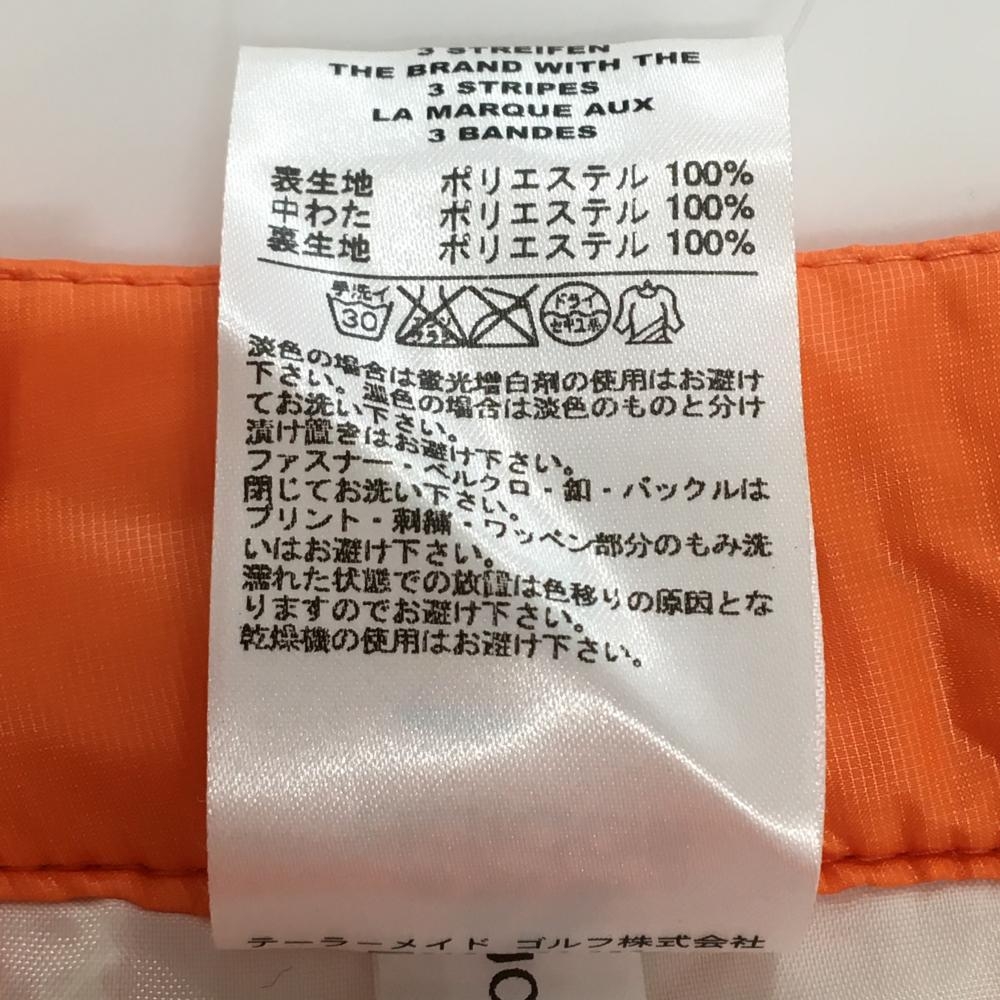 3 STREIFEN
THE BRAND WITH THE
3 STRIPES
LA MARQUE AUX
3 BANDES
表生地 ポリエステル 100%
中わた ポリエステル 100%
裏生地 ポリエステル 100%
手洗イ 30 エンソサラシ ドライ セキユ系
淡色の場合は蛍光増白剤の使用はお避け
下さい。濃色の場合は淡色のものと分け
てお洗い下さい。
漬け置きはお避け下さい。
ファスナー・ベルクロ・釦・バックルは
閉じてお洗い下さい。
プリント・刺繍・ワッペン部分のもみ洗
いはお避け下さい。
濡れた状態での放置は色移りの原因とな
りますのでお避け下さい。
乾燥機の使用はお避け下さい。
テーラーメイド ゴルフ株式会社